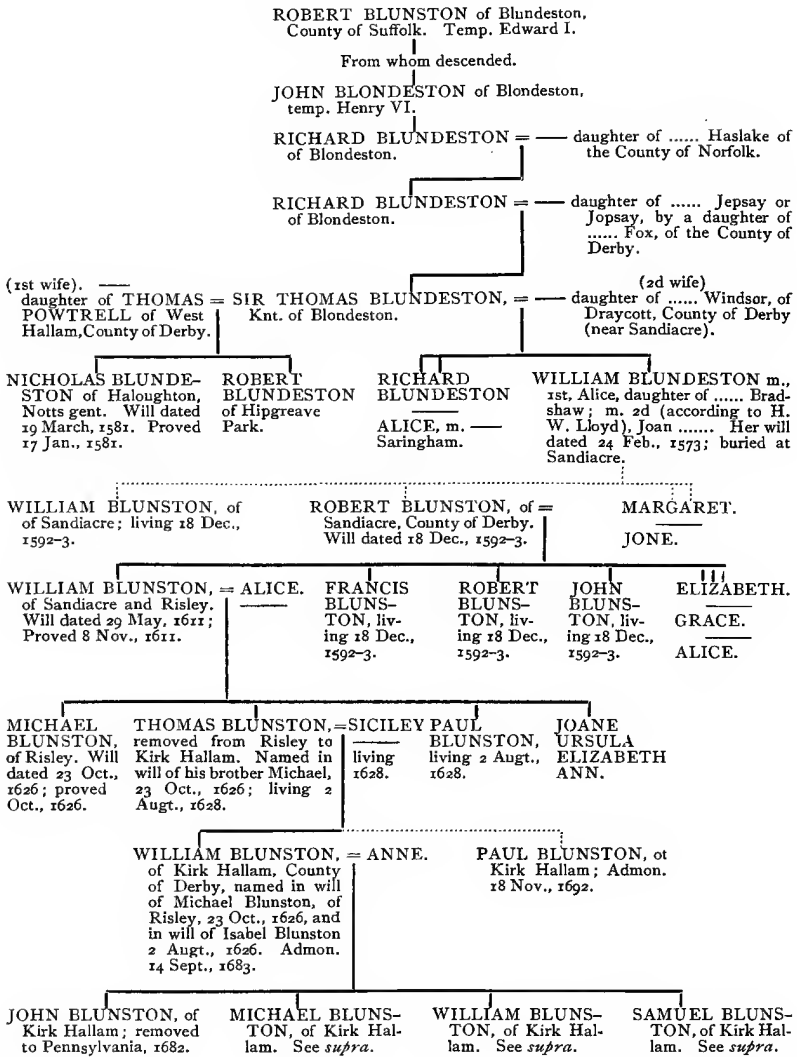 ROBERT BLUNSTON of Blundeston,
County of Suffolk. Temp. Edward I.
From whom descended.
JOHN BLONDESTON of Blondeston,
temp. Henry VI.
RICHARD BLUNDESTON = — daughter of ...... Haslake of
of Blondeston.
the County of Norfolk.
RICHARD BLUNDESTON = — daughter of ...... Jepsay or
of Blondeston.
Jopsay, by a daughter of
...... Fox, of the County of
Derby.
(1st wife). —
daughter of THOMAS =
POWTRELL of West
Hallam, County of Derby.
SIR THOMAS BLUNDESTON, =
Knt. of Blondeston.
(2d wife)
— daughter of ...... Windsor, of
Draycott, County of Derby
(near Sandiacre).
NICHOLAS BLUNDE-
STON of Haloughton,
Notts gent. Will dated
19 March, 1581. Proved
17 Jan., 1581.
ROBERT
BLUNDESTON
of Hipgreave
Park.
RICHARD
BLUNDESTON
—
ALICE, m. —
Saringham.
WILLIAM BLUNDESTON m.,
1st, Alice, daughter of ...... Brad-
shaw; m. 2d (according to H.
W. Lloyd), Joan ....... Her will
dated 24 Feb., 1573; buried at
Sandiacre.
WILLIAM BLUNSTON, of
of Sandiacre; living 18 Dec.,
1592-3.
ROBERT BLUNSTON, of =
Sandiacre, County of Derby.
Will dated 18 Dec., 1592-3.
MARGARET.
—
JONE.
WILLIAM BLUNSTON, = ALICE.
of Sandiacre and Risley.
Will dated 29 May, 1611;
Proved 8 Nov., 1611.
FRANCIS
BLUNS-
TON, liv-
ing 18 Dec.,
1592-3.
ROBERT
BLUNS-
TON, liv-
ing 18 Dec.,
1592-3.
JOHN
BLUNS-
TON, liv-
ing 18 Dec.,
1592-3.
ELIZABETH.
—
GRACE.
—
ALICE.
MICHAEL
BLUNSTON,
of Risley. Will
dated 23 Oct.,
1626; proved
Oct., 1626.
THOMAS BLUNSTON, =
removed from Risley to
Kirk Hallam. Named in
will of his brother Michael,
23 Oct., 1626; living 2
Augt., 1628.
SICILEY
—
living
1628.
PAUL
BLUNSTON,
living 2 Augt.,
1628.
JOANE
URSULA
ELIZABETH
ANN.
WILLIAM BLUNSTON, = ANNE.
of Kirk Hallam, County
of Derby, named in will
of Michael Blunston, of
Risley, 23 Oct., 1626, and
in will of Isabel Blunston
2 Augt., 1626. Admon.
14 Sept., 1683.
PAUL BLUNSTON, ot
Kirk Hallam; Admon.
18 Nov., 1692.
JOHN BLUNSTON, of
Kirk Hallam; removed
to Pennsylvania, 1682.
MICHAEL BLUNS-
TON, of Kirk Hal-
lam. See supra.
WILLIAM BLUNS-
TON, of Kirk Hal-
lam. See supra.
SAMUEL BLUNS-
TON, of Kirk Hal-
lam. See supra.